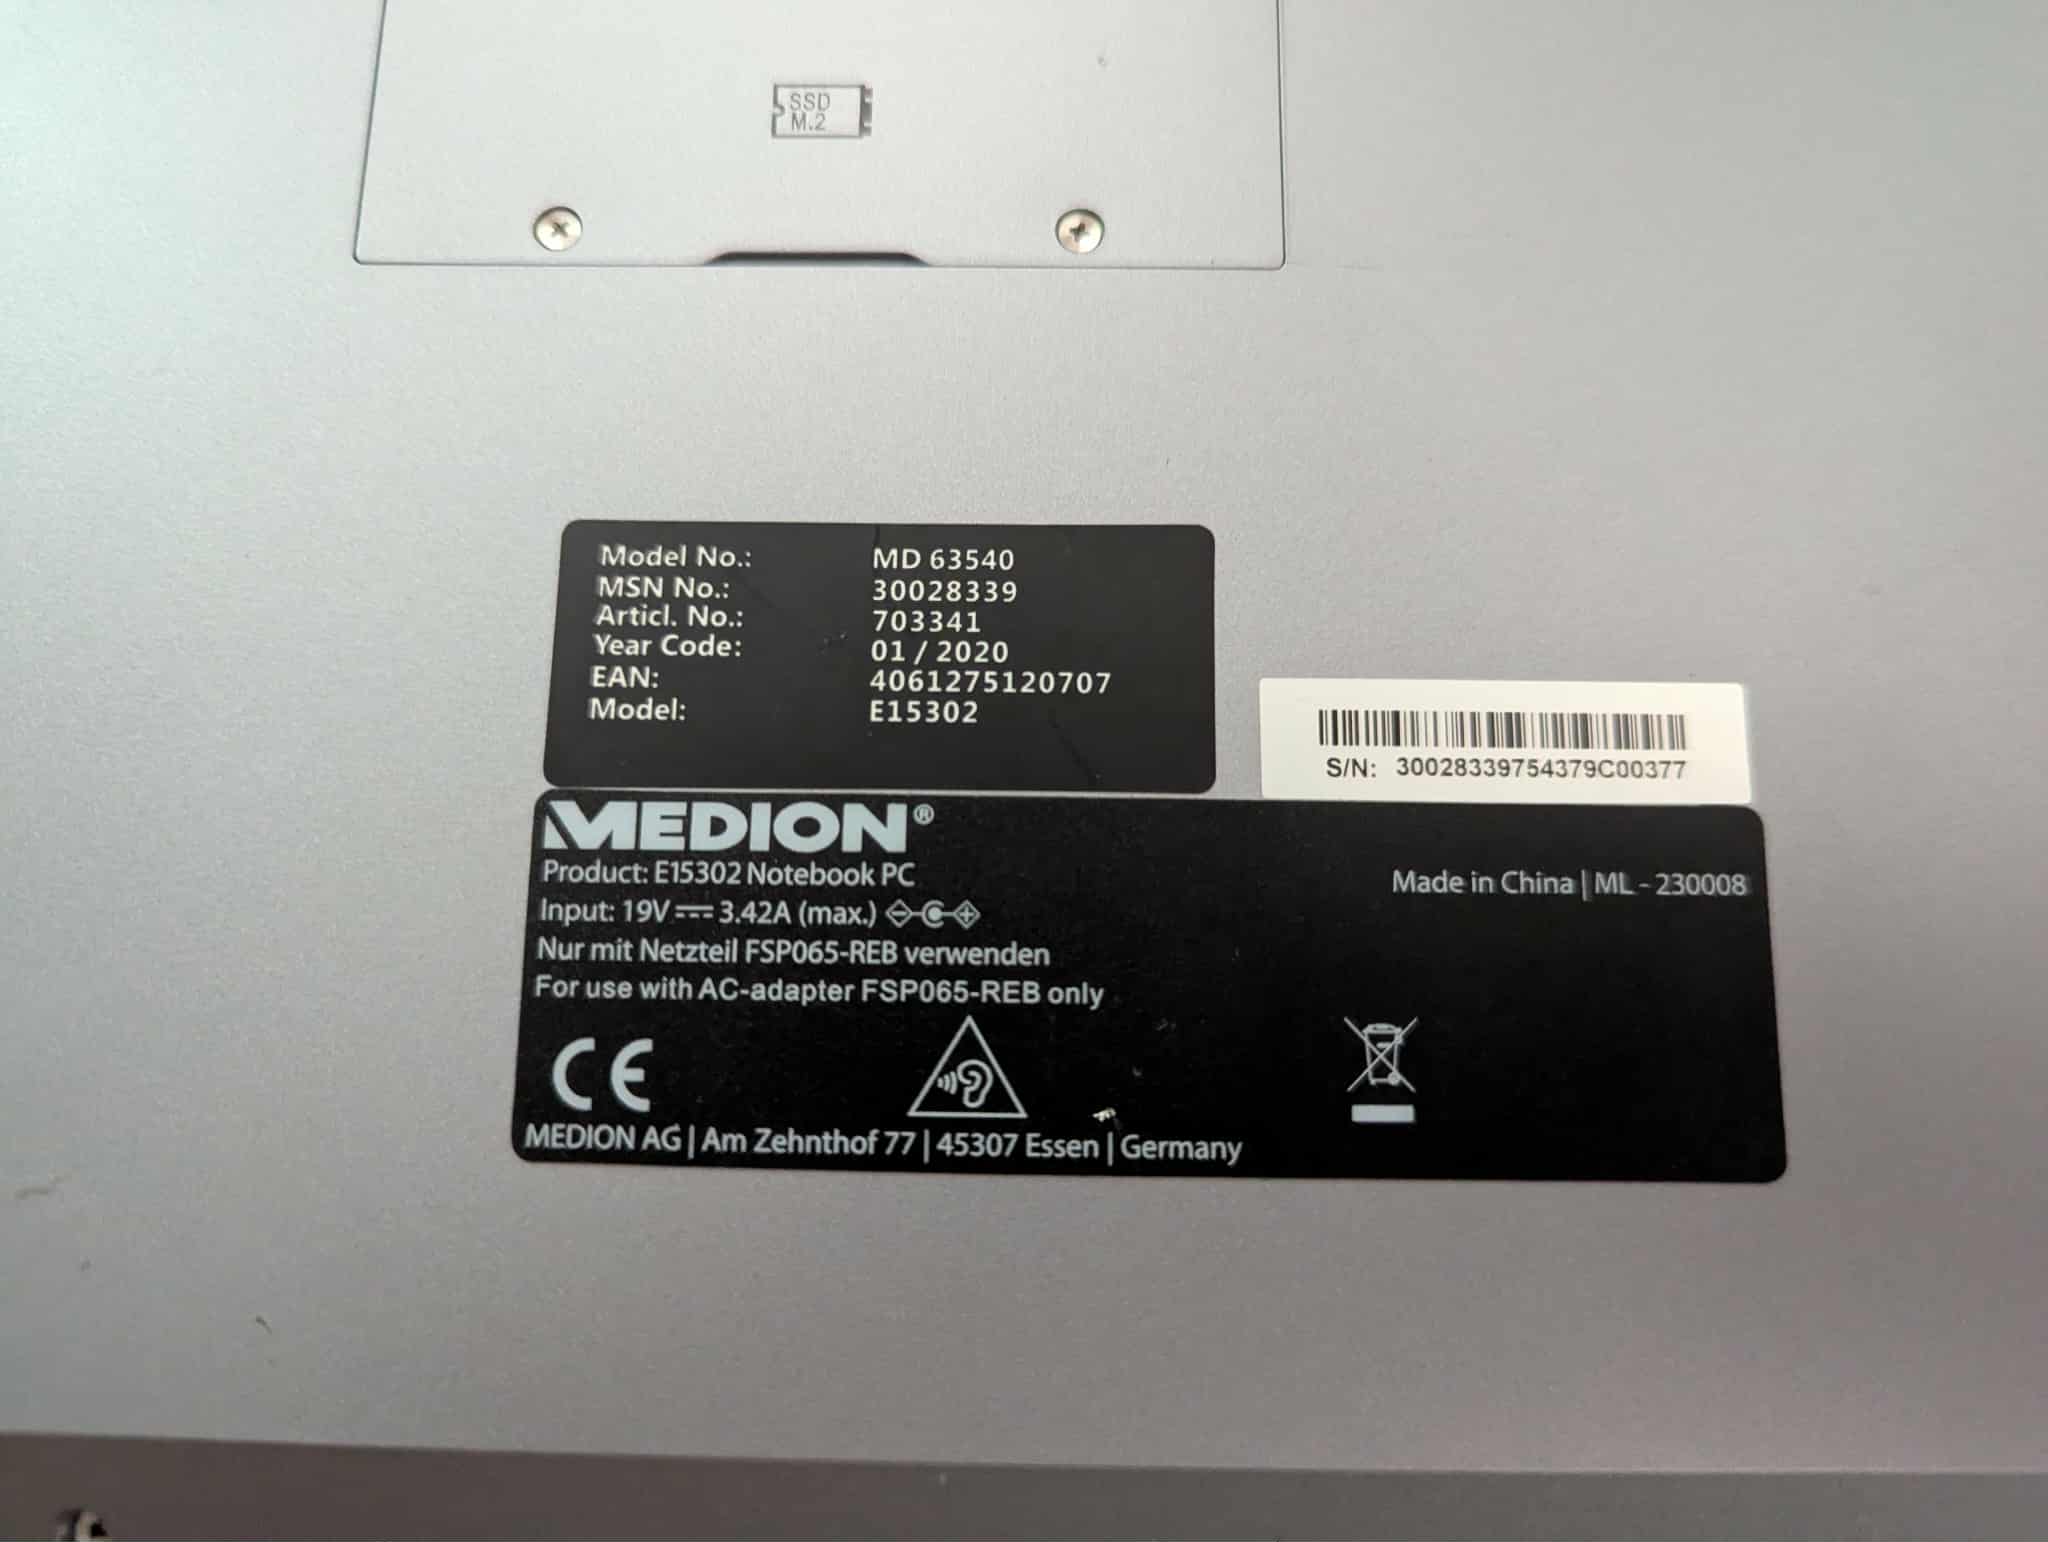 SSD
M.2
Model No.: MD 63540
MSN No.: 30028339
Articl. No.: 703341
Year Code: 01 / 2020
EAN: 4061275120707
Model: E15302
S/N: 30028339754379C00377
MEDION®
Product: E15302 Notebook PC
Made in China | ML - 230008
Input: 19V 3.42A (max.)
Nur mit Netzteil FSP065-REB verwenden
For use with AC-adapter FSP065-REB only
CE
MEDION AG | Am Zehnthof 77 | 45307 Essen | Germany